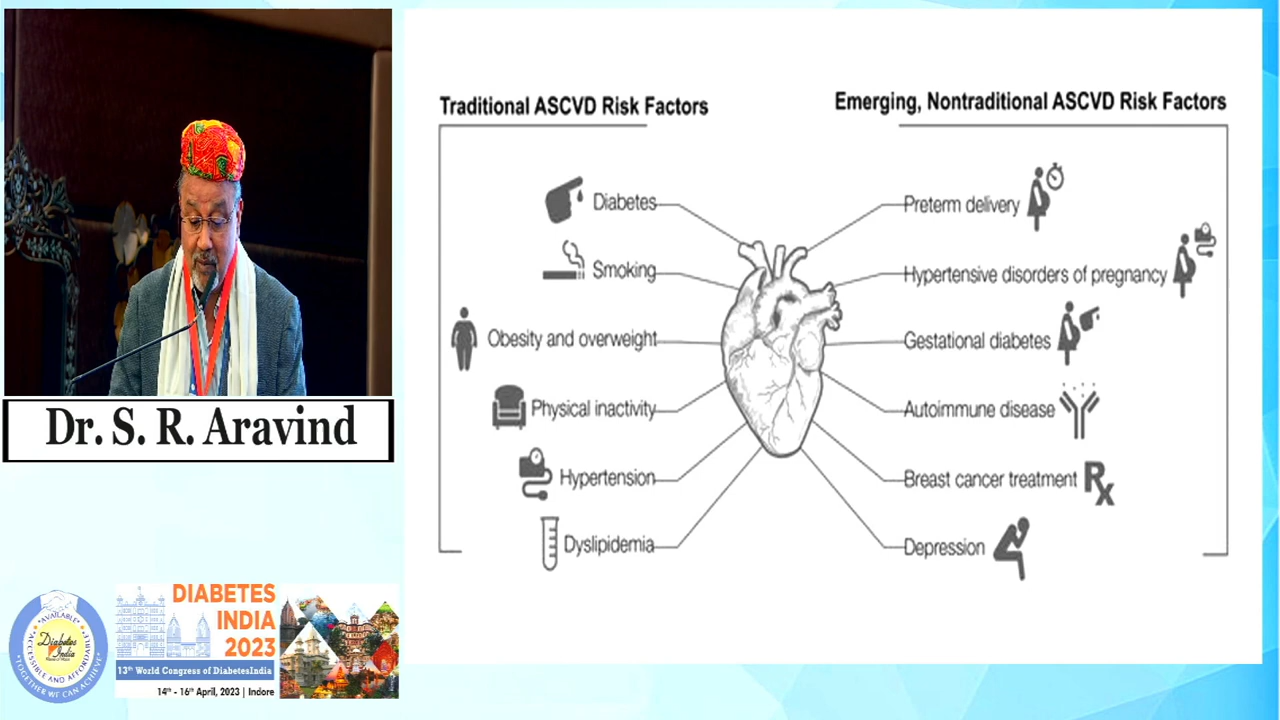 Traditional ASCVD Risk Factors
Emerging, Nontraditional ASCVD Risk Factors
Diabetes
Smoking
Obesity and overweight
Physical inactivity
Hypertension
Dyslipidemia
Preterm delivery
Hypertensive disorders of pregnancy
Gestational diabetes
Autoimmune disease
Breast cancer treatment
Rx
Depression
Dr. S. R. Aravind
•AVAILABLE•
ACCESSIBLE AND AFFORDABLE
Diabetes
India
TOGETHER WE CAN ACHIEVE
DIABETES
INDIA
2023
13th World Congress of DiabetesIndia
14th - 16th April, 2023 | Indore